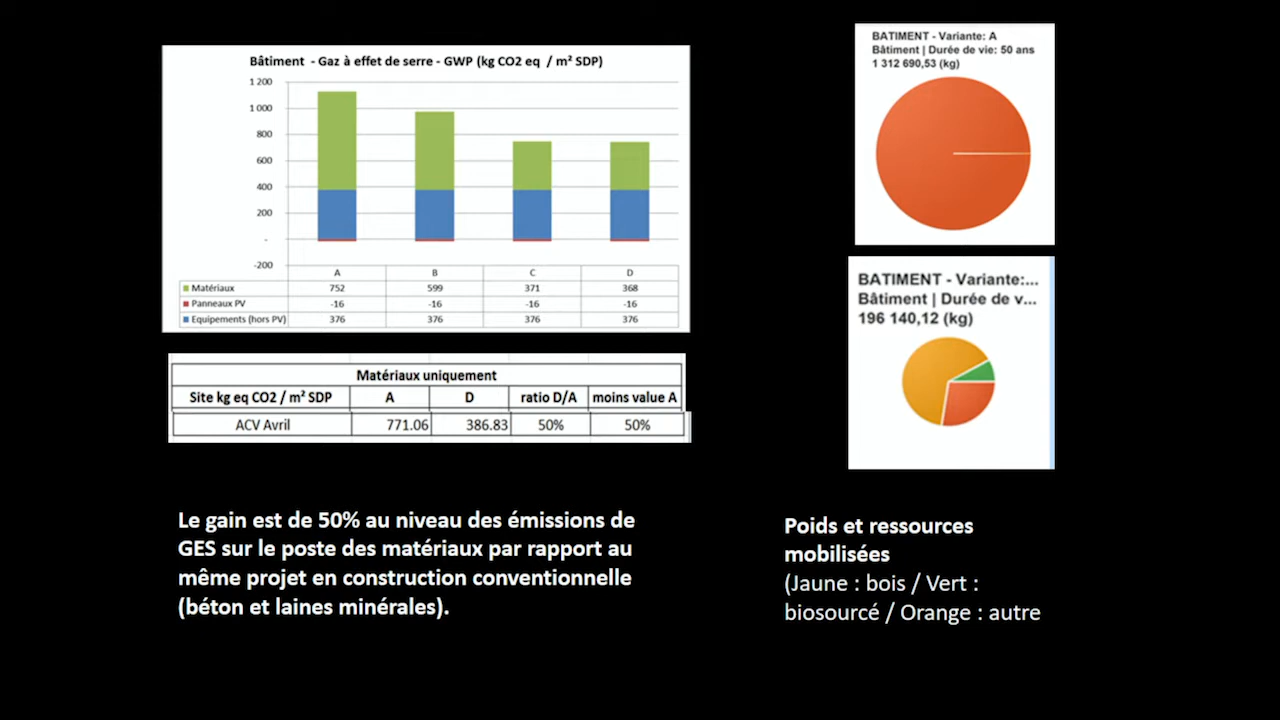 Bâtiment - Gaz à effet de serre - GWP (kg CO2 eq / m² SDP)
1 200
1 000
800
600
400
200
-
-200
A B C D
Matériaux 752 599 371 368
Panneaux PV -16 -16 -16 -16
Equipements (hors PV) 376 376 376 376
Matériaux uniquement
Site kg eq CO2 / m² SDP A D ratio D/A moins value A
ACV Avril 771.06 386.83 50% 50%
Le gain est de 50% au niveau des émissions de
GES sur le poste des matériaux par rapport au
même projet en construction conventionnelle
(béton et laines minérales).
BATIMENT - Variante: A
Bâtiment | Durée de vie: 50 ans
1 312 690,53 (kg)
BATIMENT - Variante:...
Bâtiment | Durée de v...
196 140,12 (kg)
Poids et ressources
mobilisées
(Jaune : bois / Vert :
biosourcé / Orange : autre